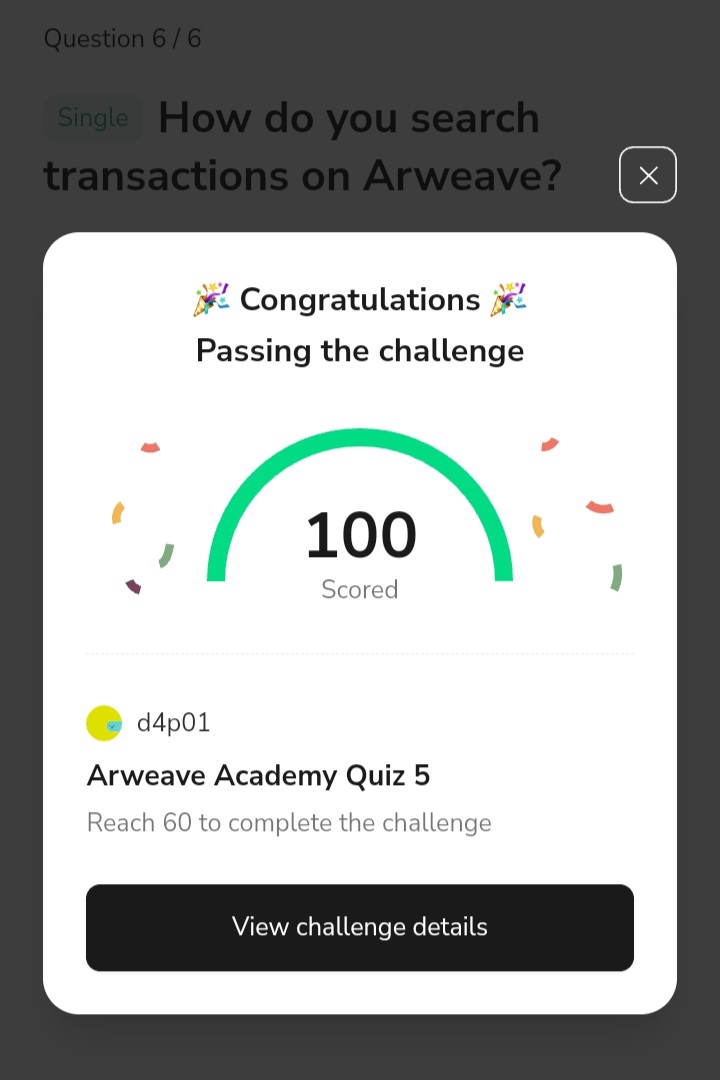 Question 6 / 6
Single How do you search
transactions on Arweave?
🎉 Congratulations 🎉
Passing the challenge
100
Scored
d4p01
Arweave Academy Quiz 5
Reach 60 to complete the challenge
View challenge details